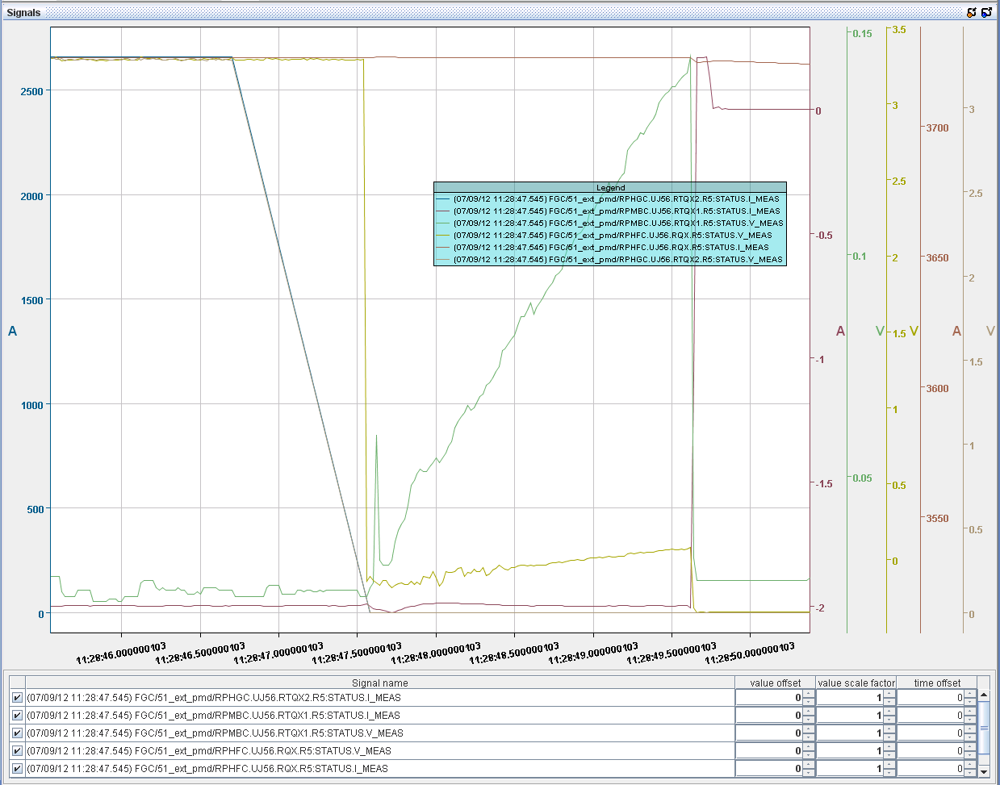 Signals
0.15
3.5
2500
3
0
3
3700
2.5
2.5
2000
Legend
(07/09/12 11:28:47.545) FGC/51_ext_pmd/RPHGC.UJ56.RTQX2.R5:STATUS.I_MEAS
(07/09/12 11:28:47.545) FGC/51_ext_pmd/RPMBC.UJ56.RTQX1.R5:STATUS.I_MEAS
(07/09/12 11:28:47.545) FGC/51_ext_pmd/RPMBC.UJ56.RTQX1.R5:STATUS.V_MEAS
(07/09/12 11:28:47.545) FGC/51_ext_pmd/RPHFC.UJ56.RQX.R5:STATUS.V_MEAS
(07/09/12 11:28:47.545) FGC/51_ext_pmd/RPHFC.UJ56.RQX.R5:STATUS.I_MEAS
(07/09/12 11:28:47.545) FGC/51_ext_pmd/RPHGC.UJ56.RTQX2.R5:STATUS.V_MEAS
-0.5
0.1
2
3650
2
1500
A
A
V
1.5
V
A
V
-1
1.5
1000
1
3600
1
-1.5
0.05
0.5
500
3550
0.5
0
0
-2
0
11:28:46.0000000103 11:28:46.5000000103 11:28:47.0000000103 11:28:47.5000000103 11:28:48.0000000103 11:28:48.5000000103 11:28:49.0000000103 11:28:49.5000000103 11:28:50.0000000103
Signal name value offset value scale factor time offset
(07/09/12 11:28:47.545) FGC/51_ext_pmd/RPHGC.UJ56.RTQX2.R5:STATUS.I_MEAS 0 1 0
(07/09/12 11:28:47.545) FGC/51_ext_pmd/RPMBC.UJ56.RTQX1.R5:STATUS.I_MEAS 0 1 0
(07/09/12 11:28:47.545) FGC/51_ext_pmd/RPMBC.UJ56.RTQX1.R5:STATUS.V_MEAS 0 1 0
(07/09/12 11:28:47.545) FGC/51_ext_pmd/RPHFC.UJ56.RQX.R5:STATUS.V_MEAS 0 1 0
(07/09/12 11:28:47.545) FGC/51_ext_pmd/RPHFC.UJ56.RQX.R5:STATUS.I_MEAS 0 1 0